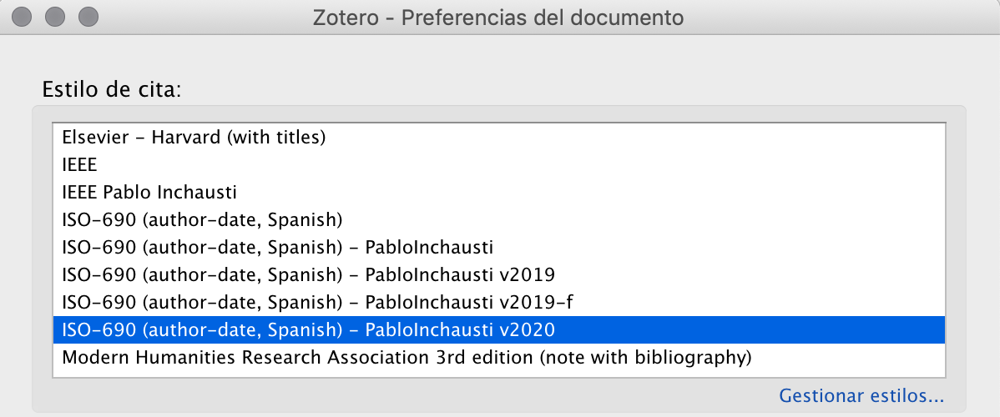 Zotero - Preferencias del documento
Estilo de cita:
Elsevier - Harvard (with titles)
IEEE
IEEE Pablo Inchausti
ISO-690 (author-date, Spanish)
ISO-690 (author-date, Spanish) - PabloInchausti
ISO-690 (author-date, Spanish) - PabloInchausti v2019
ISO-690 (author-date, Spanish) - PabloInchausti v2019-f
ISO-690 (author-date, Spanish) - PabloInchausti v2020
Modern Humanities Research Association 3rd edition (note with bibliography)
Gestionar estilos...